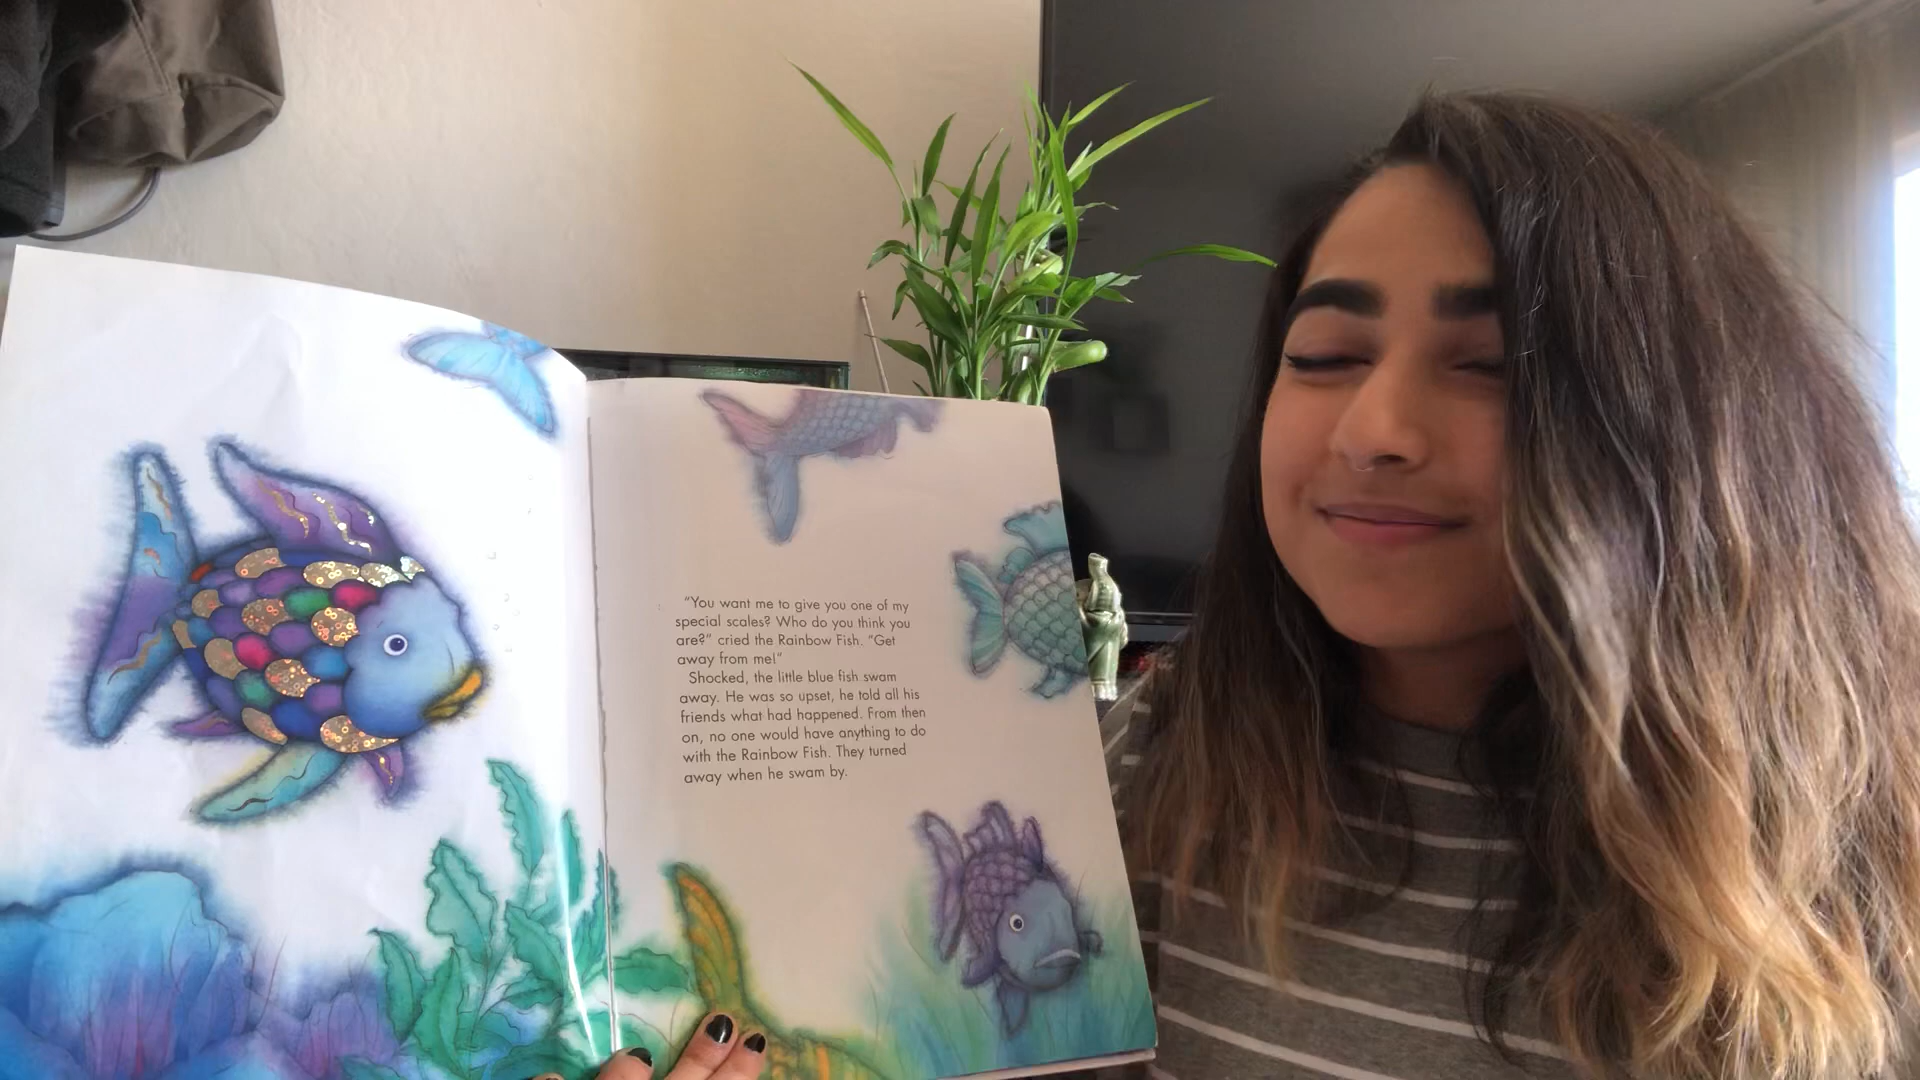 "You want me to give you one of my
special scales? Who do you think you
are?" cried the Rainbow Fish. "Get
away from me!"
Shocked, the little blue fish swam
away. He was so upset, he told all his
friends what had happened. From then
on, no one would have anything to do
with the Rainbow Fish. They turned
away when he swam by.